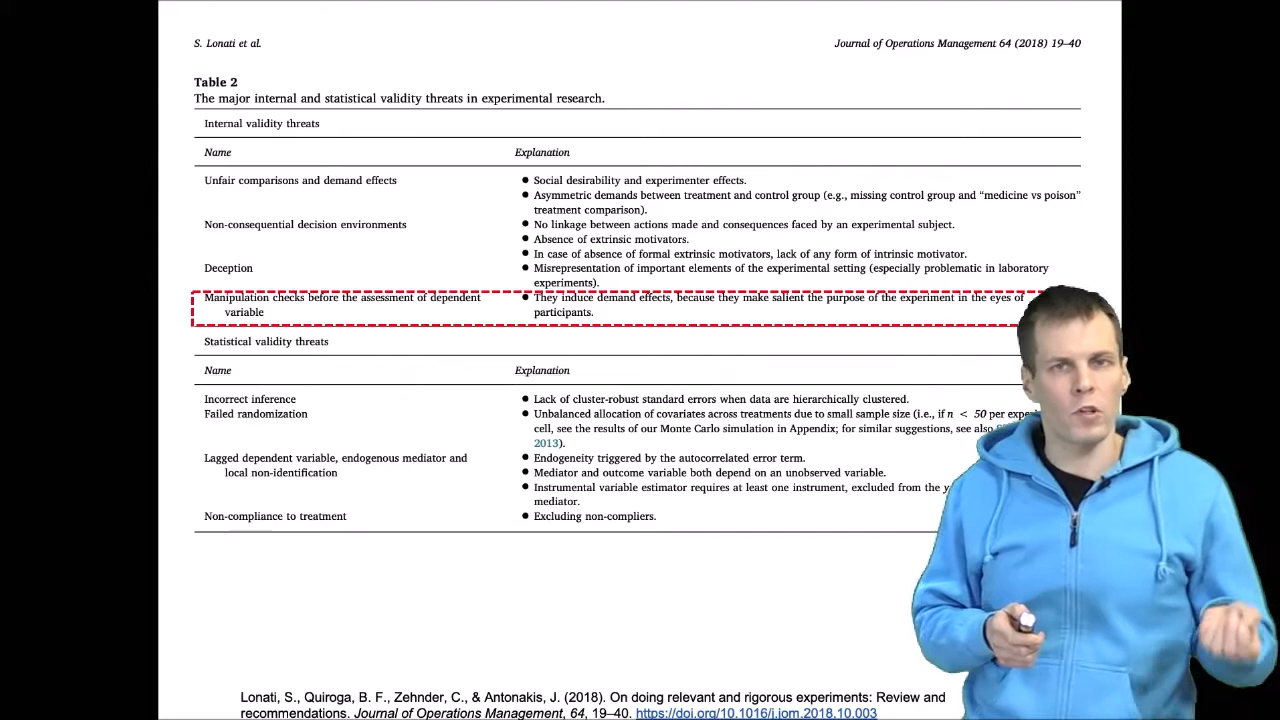 S. Lonati et al.
Journal of Operations Management 64 (2018) 19–40
Table 2
The major internal and statistical validity threats in experimental research.
Internal validity threats
Name Explanation
Unfair comparisons and demand effects ● Social desirability and experimenter effects.
● Asymmetric demands between treatment and control group (e.g., missing control group and “medicine vs poison”
treatment comparison).
Non-consequential decision environments ● No linkage between actions made and consequences faced by an experimental subject.
● Absence of extrinsic motivators.
● In case of absence of formal extrinsic motivators, lack of any form of intrinsic motivator.
Deception ● Misrepresentation of important elements of the experimental setting (especially problematic in laboratory
experiments).
Manipulation checks before the assessment of dependent ● They induce demand effects, because they make salient the purpose of the experiment in the eyes of
variable participants.
Statistical validity threats
Name Explanation
Incorrect inference ● Lack of cluster-robust standard errors when data are hierarchically clustered.
Failed randomization ● Unbalanced allocation of covariates across treatments due to small sample size (i.e., if n < 50 per
cell, see the results of our Monte Carlo simulation in Appendix; for similar suggestions, see also
2013).
Lagged dependent variable, endogenous mediator and ● Endogeneity triggered by the autocorrelated error term.
local non-identification ● Mediator and outcome variable both depend on an unobserved variable.
● Instrumental variable estimator requires at least one instrument, excluded from the
mediator.
Non-compliance to treatment ● Excluding non-compliers.
Lonati, S., Quiroga, B. F., Zehnder, C., & Antonakis, J. (2018). On doing relevant and rigorous experiments: Review and
recommendations. Journal of Operations Management, 64, 19–40. https://doi.org/10.1016/j.jom.2018.10.003